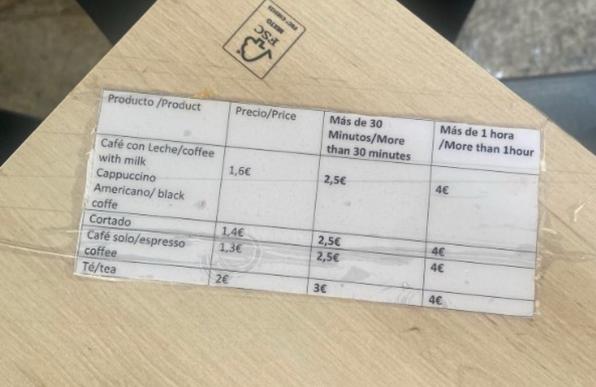 MIXTO
FSC
Producto /Product
Precio/Price
Más de 30
Minutos/More
than 30 minutes
Más de 1 hora
/More than 1hour
Café con Leche/coffee
with milk
Cappuccino
Americano/ black
coffe
1,6€
2,5€
4€
Cortado
1,4€
2,5€
4€
Café solo/espresso
coffee
1,3€
2,5€
4€
Té/tea
2€
3€
4€